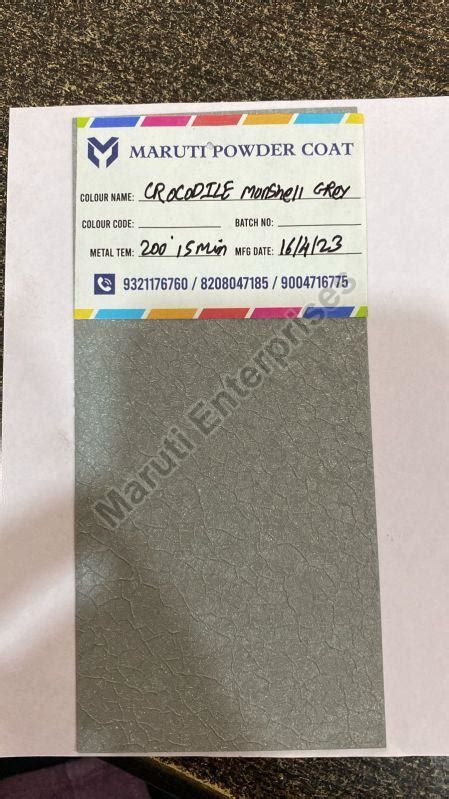 MARUTI POWDER COAT
COLOUR NAME: CROCODILE Monshell GRey
COLOUR CODE: BATCH NO:
METAL TEM: 200° 15 Min MFG DATE: 16/4/23
9321176760 / 8208047185 / 9004716775
Maruti Enterprises